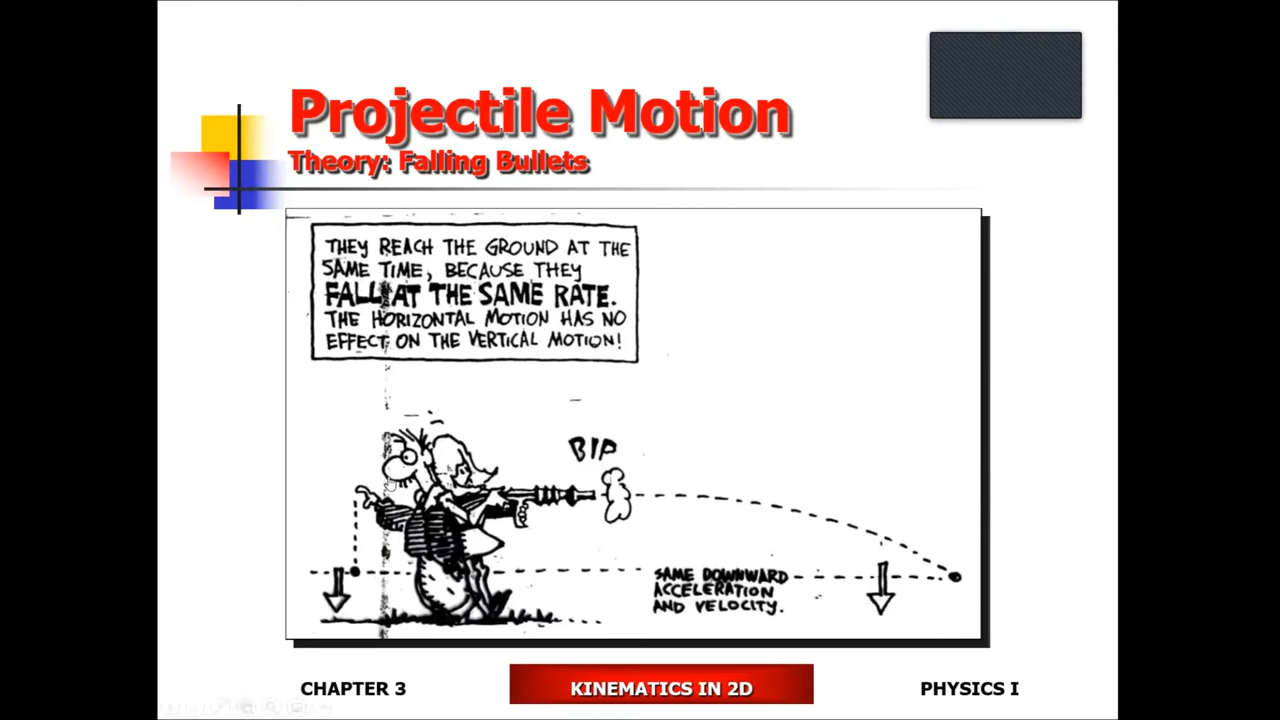 Projectile Motion
Theory: Falling Bullets
THEY REACH THE GROUND AT THE
SAME TIME, BECAUSE THEY
FALL AT THE SAME RATE.
THE HORIZONTAL MOTION HAS NO
EFFECT ON THE VERTICAL MOTION!
BIP
SAME DOWNWARD
ACCELERATION
AND VELOCITY.
CHAPTER 3
KINEMATICS IN 2D
PHYSICS I